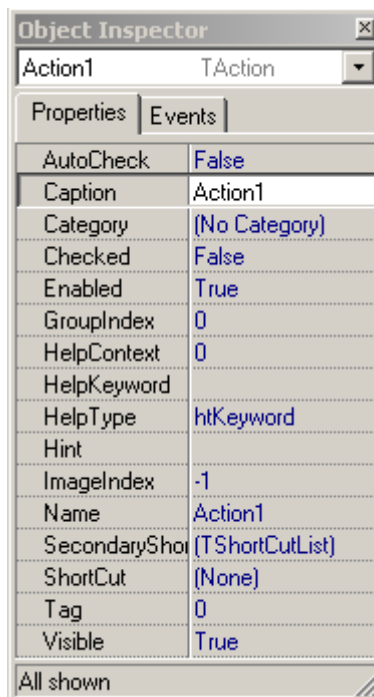 Object Inspector
Action1 TAction
Properties Events
AutoCheck False
Caption Action1
Category (No Category)
Checked False
Enabled True
GroupIndex 0
HelpContext 0
HelpKeyword
HelpType htKeyword
Hint
ImageIndex -1
Name Action1
SecondaryShor (TShortCutList)
ShortCut (None)
Tag 0
Visible True
All shown